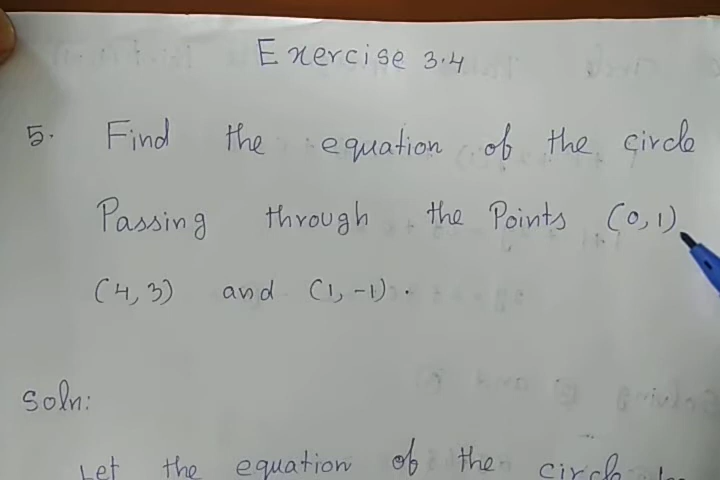 Exercise 3.4
5. Find the equation of the circle
Passing through the Points (0,1)
(4,3) and (1,-1).
Soln:
Let the equation of the circle